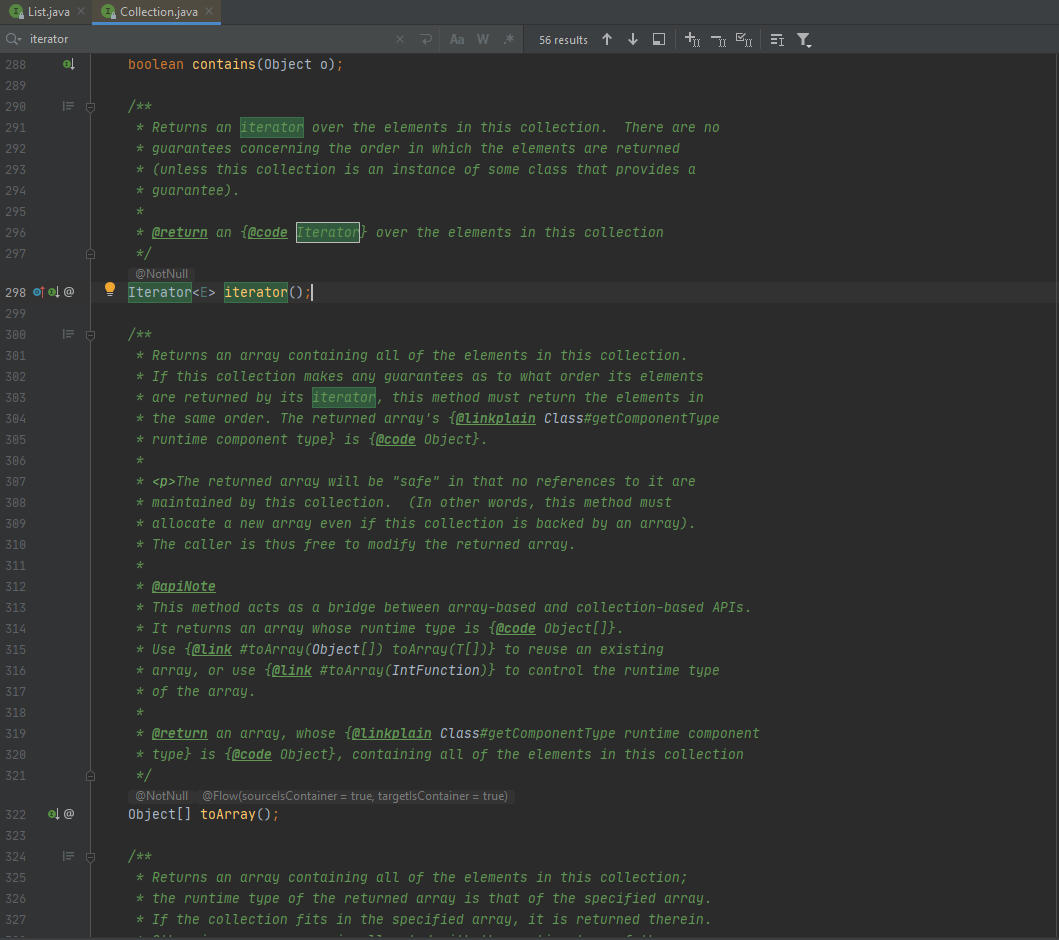 List.java Collection.java
iterator Aa W .* 56 results
288 boolean contains(Object o);
289
290 /**
291 * Returns an iterator over the elements in this collection.  There are no
292 * guarantees concerning the order in which the elements are returned
293 * (unless this collection is an instance of some class that provides a
294 * guarantee).
295 *
296 * @return an {@code Iterator} over the elements in this collection
297 */
@NotNull
298 @ Iterator<E> iterator();
299
300 /**
301 * Returns an array containing all of the elements in this collection.
302 * If this collection makes any guarantees as to what order its elements
303 * are returned by its iterator, this method must return the elements in
304 * the same order. The returned array's {@linkplain Class#getComponentType
305 * runtime component type} is {@code Object}.
306 *
307 * <p>The returned array will be "safe" in that no references to it are
308 * maintained by this collection.  (In other words, this method must
309 * allocate a new array even if this collection is backed by an array).
310 * The caller is thus free to modify the returned array.
311 *
312 * @apiNote
313 * This method acts as a bridge between array-based and collection-based APIs.
314 * It returns an array whose runtime type is {@code Object[]}.
315 * Use {@link #toArray(Object[]) toArray(T[])} to reuse an existing
316 * array, or use {@link #toArray(IntFunction)} to control the runtime type
317 * of the array.
318 *
319 * @return an array, whose {@linkplain Class#getComponentType runtime component
320 * type} is {@code Object}, containing all of the elements in this collection
321 */
@NotNull @Flow(sourceIsContainer = true, targetIsContainer = true)
322 @ Object[] toArray();
323
324 /**
325 * Returns an array containing all of the elements in this collection;
326 * the runtime type of the returned array is that of the specified array.
327 * If the collection fits in the specified array, it is returned therein.